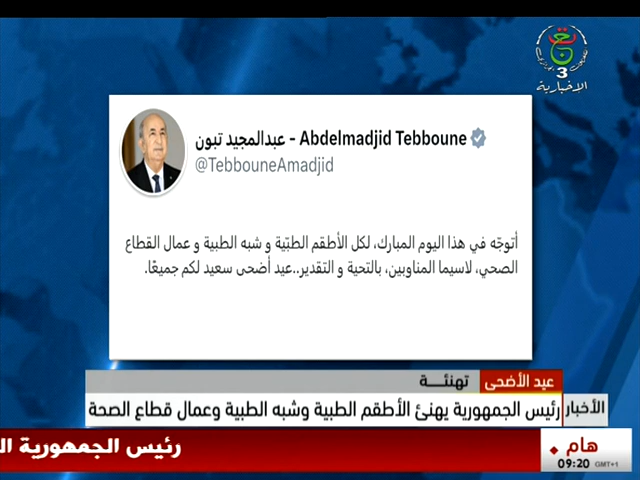 3
الإخبارية
عبدالمجيد تبون - Abdelmadjid Tebboune
@TebbouneAmadjid
أتوجّه في هذا اليوم المبارك، لكل الأطقم الطبّية و شبه الطبية و عمال القطاع
الصحي، لاسيما المناوبين، بالتحية و التقدير..عيد أضحى سعيد لكم جميعًا.
عيد الأضحى تهنئـــة
الأخبار رئيس الجمهورية يهنئ الأطقم الطبية وشبه الطبية وعمال قطاع الصحة
هام رئيس الجمهورية
09:20 GMT+1